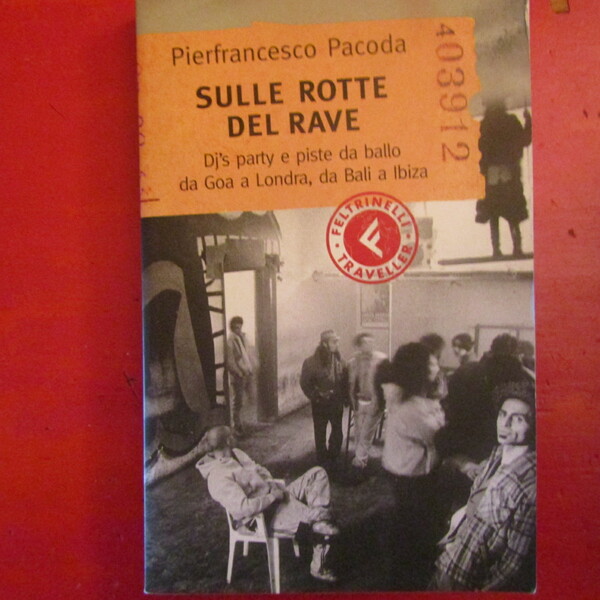 Pierfrancesco Pacoda
SULLE ROTTE
DEL RAVE
Dj's party e piste da ballo
da Goa a Londra, da Bali a Ibiza
403912
FELTRINELLI
TRAVELLER